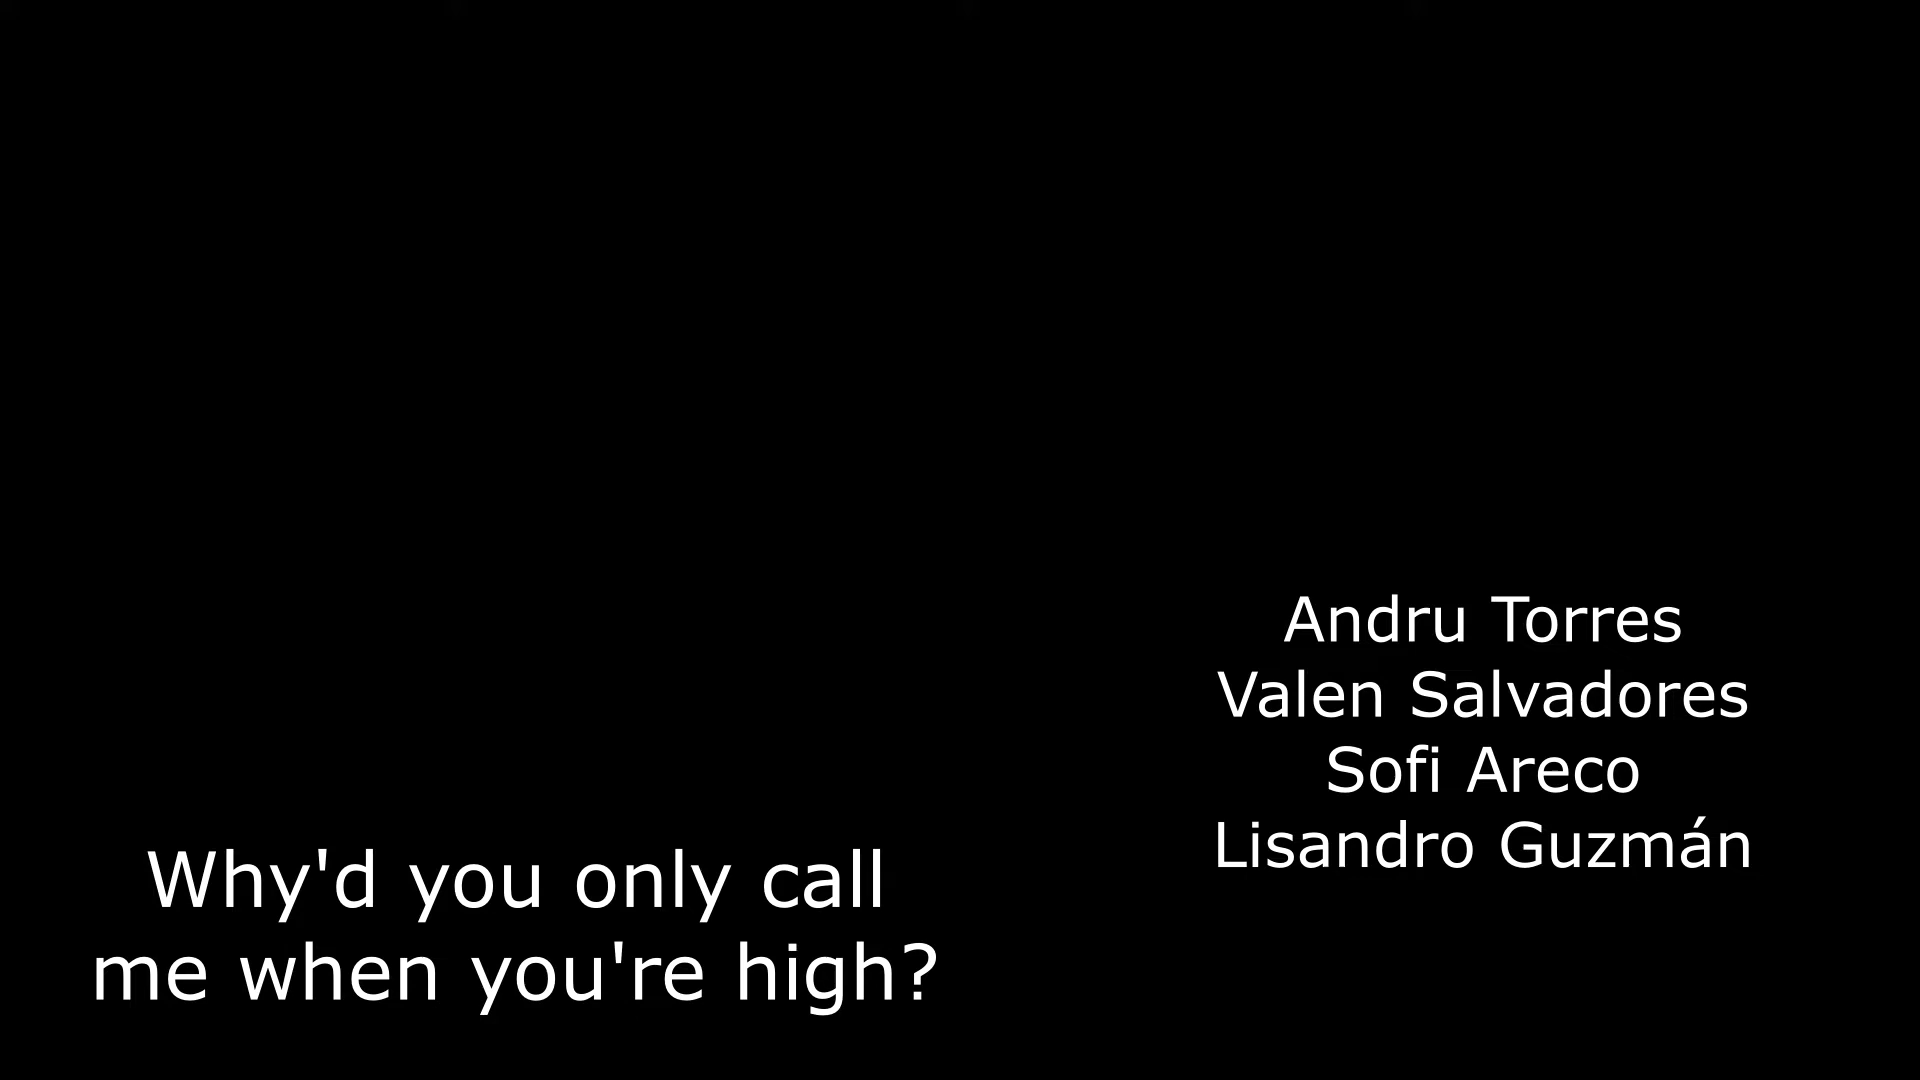 Andru Torres
Valen Salvadores
Sofi Areco
Lisandro Guzmán
Why'd you only call
me when you're high?